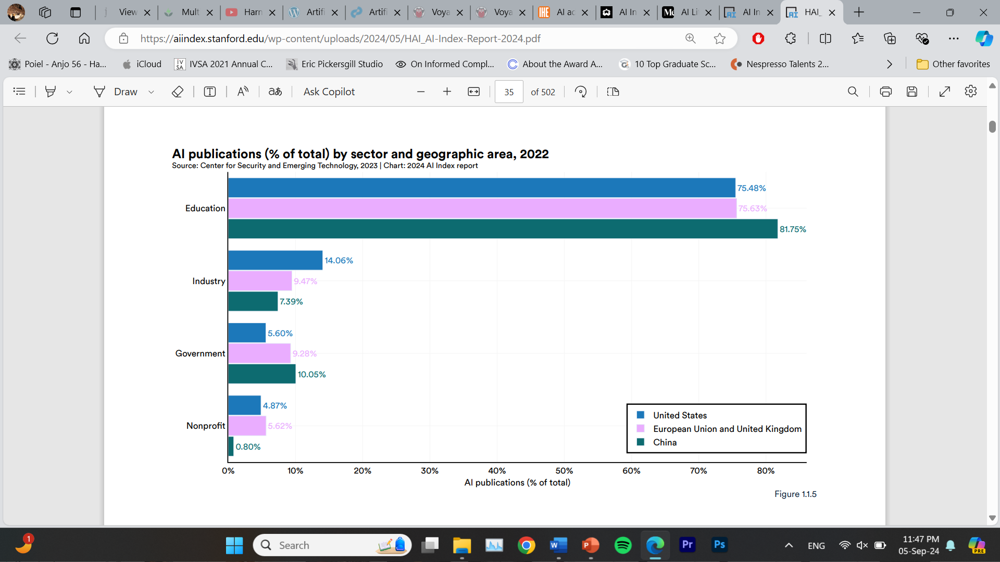 View
Mult
Harn
Artifi
Artifi
Voya
Voya
AI ac
AI In
AI Li
AI In
HAI_
https://aiindex.stanford.edu/wp-content/uploads/2024/05/HAI_AI-Index-Report-2024.pdf
Poiel - Anjo 56 - Ha...
iCloud
IVSA 2021 Annual C...
Eric Pickersgill Studio
On Informed Compl...
About the Award A...
10 Top Graduate Sc...
Nespresso Talents 2...
Other favorites
Draw
Ask Copilot
35
of 502
AI publications (% of total) by sector and geographic area, 2022
Source: Center for Security and Emerging Technology, 2023 | Chart: 2024 AI Index report
Education
75.48%
75.63%
81.75%
Industry
14.06%
9.47%
7.39%
Government
5.60%
9.28%
10.05%
Nonprofit
4.87%
5.62%
0.80%
United States
European Union and United Kingdom
China
0% 10% 20% 30% 40% 50% 60% 70% 80%
AI publications (% of total)
Figure 1.1.5
1
Search
ENG
11:47 PM
05-Sep-24